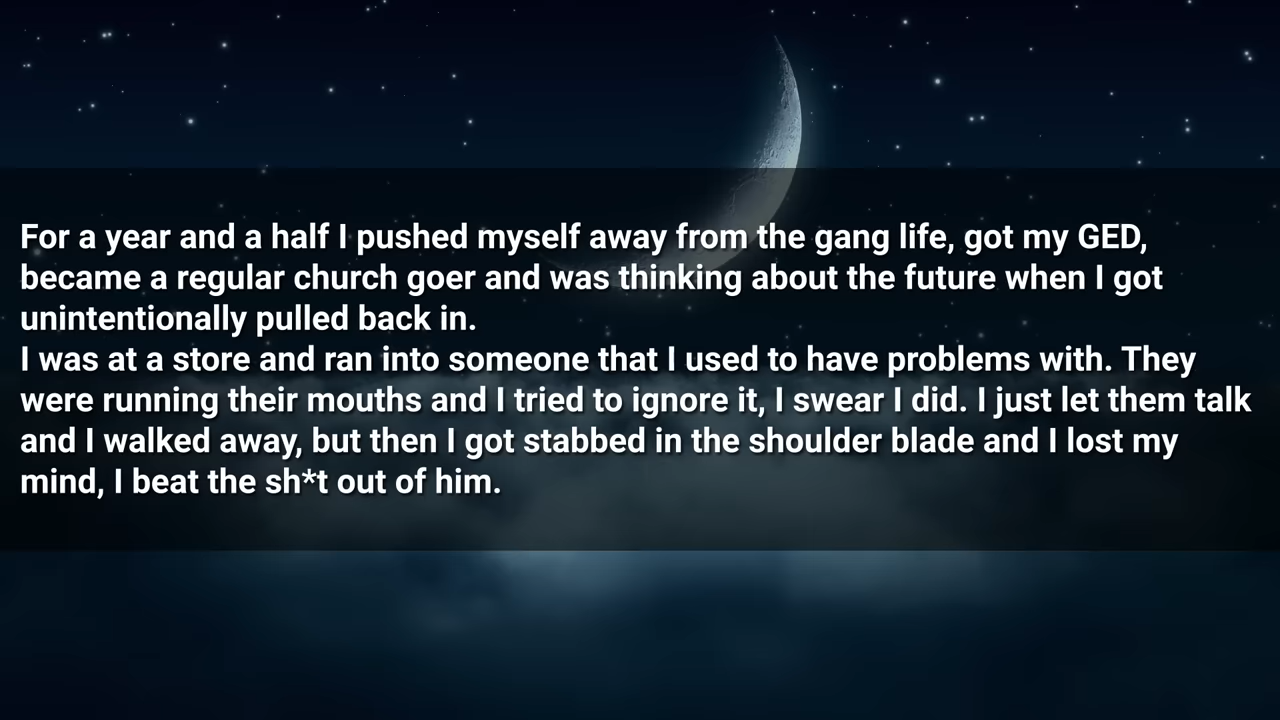 For a year and a half I pushed myself away from the gang life, got my GED,
became a regular church goer and was thinking about the future when I got
unintentionally pulled back in.
I was at a store and ran into someone that I used to have problems with. They
were running their mouths and I tried to ignore it, I swear I did. I just let them talk
and I walked away, but then I got stabbed in the shoulder blade and I lost my
mind, I beat the sh*t out of him.